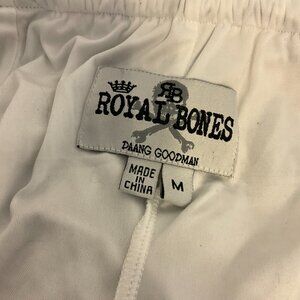 RB
ROYAL BONES
DAANG GOODMAN
MADE
IN
CHINA
M